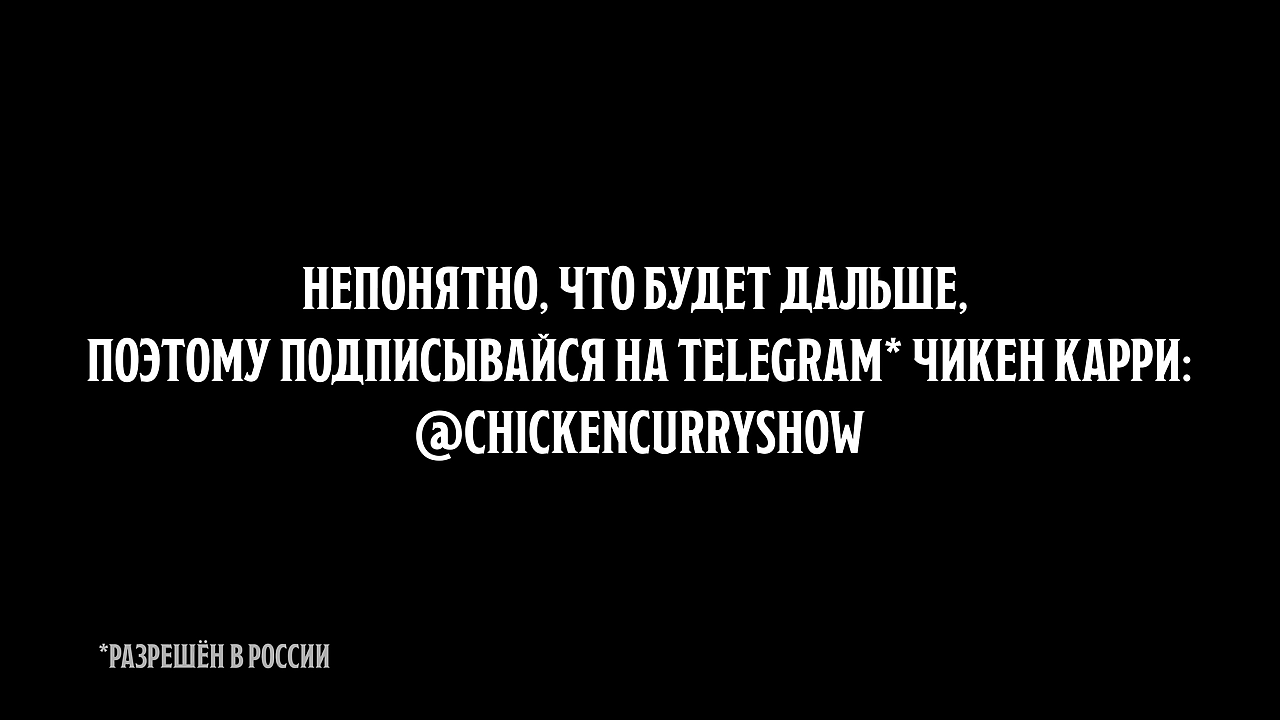 НЕПОНЯТНО, ЧТО БУДЕТ ДАЛЬШЕ,
ПОЭТОМУ ПОДПИСЫВАЙСЯ НА TELEGRAM* ЧИКЕН КАРРИ:
@CHICKENCURRYSHOW
*РАЗРЕШЁН В РОССИИ